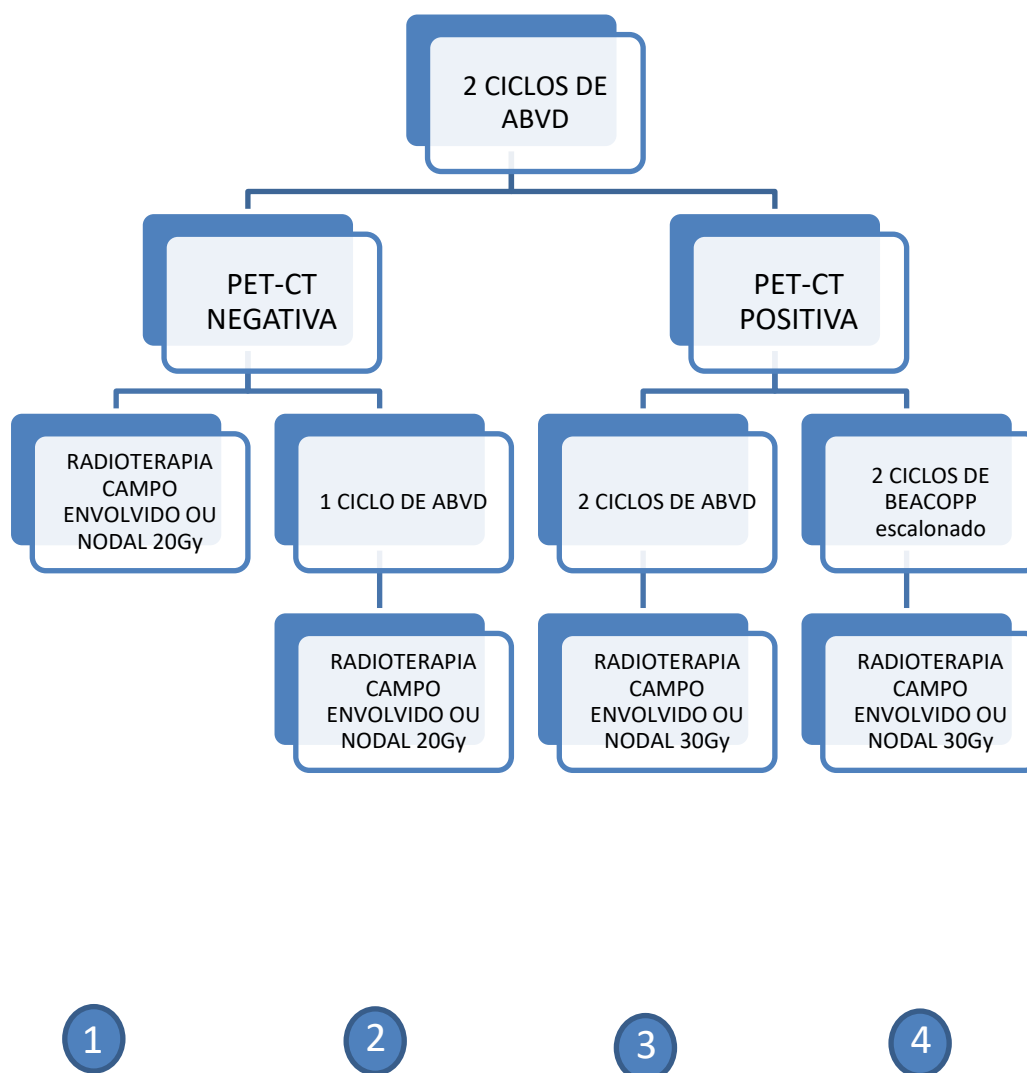 2 CICLOS DE
ABVD
PET-CT
NEGATIVA
PET-CT
POSITIVA
RADIOTERAPIA
CAMPO
ENVOLVIDO OU
NODAL 20Gy
1 CICLO DE ABVD
2 CICLOS DE ABVD
2 CICLOS DE
BEACOPP
escalonado
RADIOTERAPIA
CAMPO
ENVOLVIDO OU
NODAL 20Gy
RADIOTERAPIA
CAMPO
ENVOLVIDO OU
NODAL 30Gy
RADIOTERAPIA
CAMPO
ENVOLVIDO OU
NODAL 30Gy
1
2
3
4